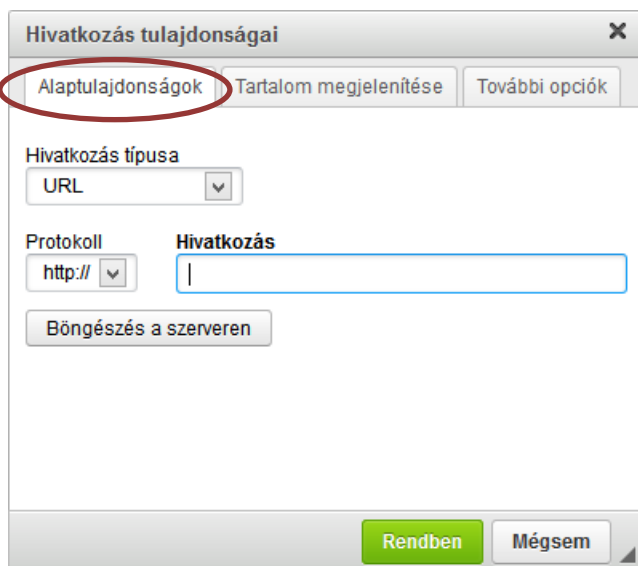 Hivatkozás tulajdonságai
Alaptulajdonságok Tartalom megjelenítése További opciók
Hivatkozás típusa
URL
Protokoll Hivatkozás
http://
Böngészés a szerveren
Rendben Mégsem